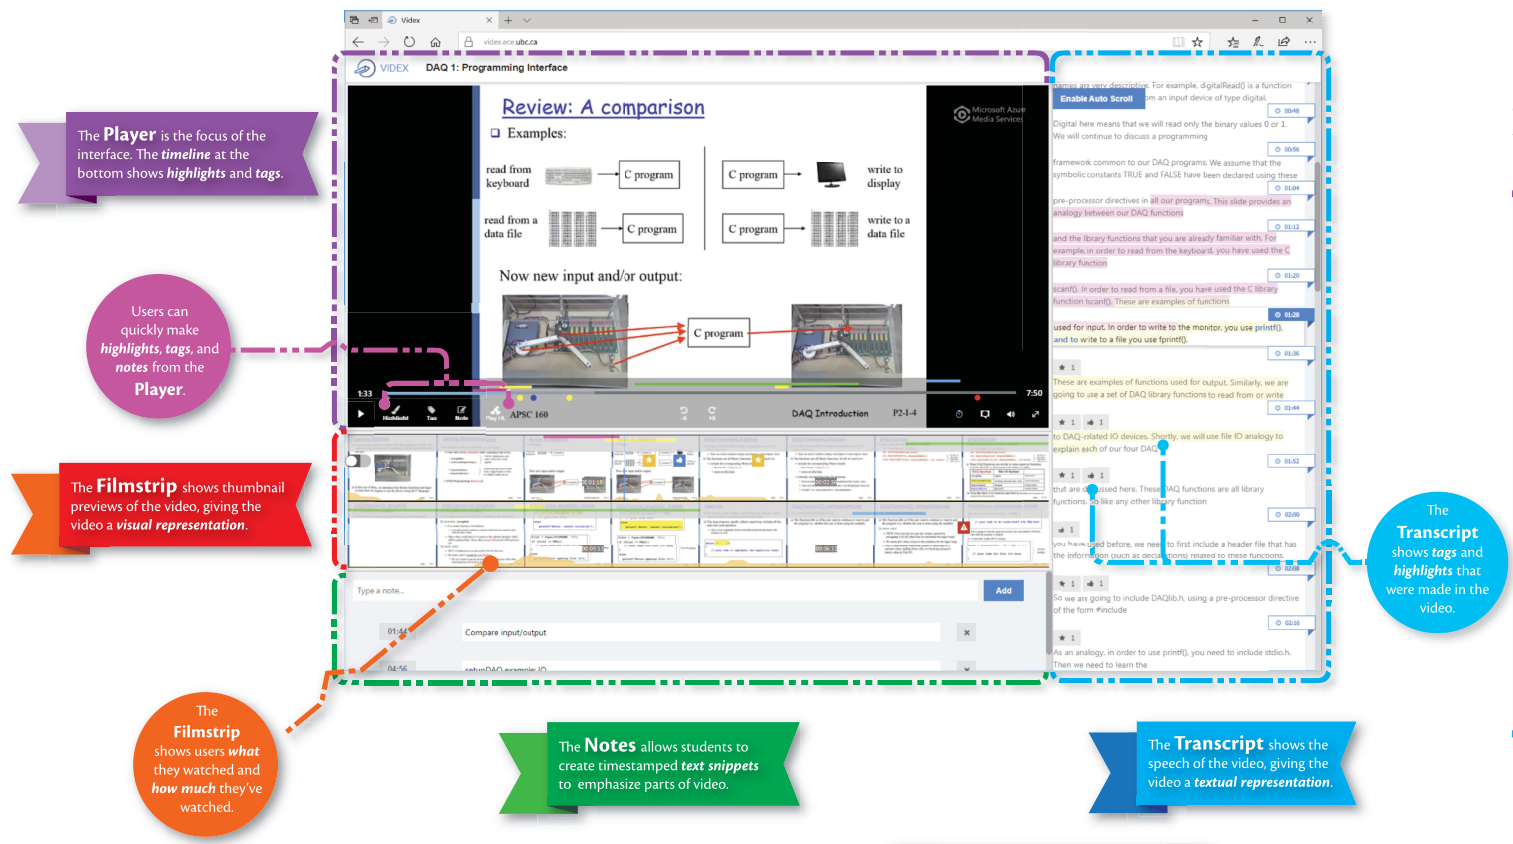 Videx
videx.ece.ubc.ca
VIDEX
DAQ 1: Programming Interface
The Player is the focus of the
interface. The timeline at the
bottom shows highlights and tags.
Review: A comparison
Microsoft Azure
Media Services
Examples:
read from
keyboard
C program
C program
write to
display
read from a
data file
C program
C program
write to a
data file
Now new input and/or output:
C program
1:33
7:50
Highlight
Tag
Note
APSC 160
-5
+5
DAQ Introduction
P2-1-4
Users can
quickly make
highlights, tags, and
notes from the
Player.
The Filmstrip shows thumbnail
previews of the video, giving the
video a visual representation.
Type a note...
Add
01:44
Compare input/output
×
04:56
setupDAQ example: IO
×
The
Filmstrip
shows users what
they watched and
how much they've
watched.
The Notes allows students to
create timestamped text snippets
to emphasize parts of video.
names are very descriptive. For example, digitalRead() is a function
Enable Auto Scroll
om an input device of type digital.
00:48
Digital here means that we will read only the binary values 0 or 1.
We will continue to discuss a programming
00:56
framework common to our DAQ programs. We assume that the
symbolic constants TRUE and FALSE have been declared using these
01:04
pre-processor directives in all our programs. This slide provides an
analogy between our DAQ functions
01:12
and the library functions that you are already familiar with. For
example, in order to read from the keyboard, you have used the C
library function
01:20
scanf(). In order to read from a file, you have used the C library
function !scanf(). These are examples of functions
01:28
used for input. In order to write to the monitor, you use printf(),
and to write to a file you use fprintf().
01:36
1
These are examples of functions used for output. Similarly, we are
going to use a set of DAQ library functions to read from or write
01:44
1 1
to DAQ-related IO devices. Shortly, we will use file IO analogy to
explain each of our four DAQ
01:52
1 1
that are discussed here. These DAQ functions are all library
functions. So like any other library function
02:00
1
you have used before, we need to first include a header file that has
the information (such as declarations) related to these functions.
02:08
1 1
So we are going to include DAQlib.h, using a pre-processor directive
of the form #include
02:16
1
As an analogy, in order to use printf(), you need to include stdio.h.
Then we need to learn the
The
Transcript
shows tags and
highlights that
were made in the
video.
The Transcript shows the
speech of the video, giving the
video a textual representation.